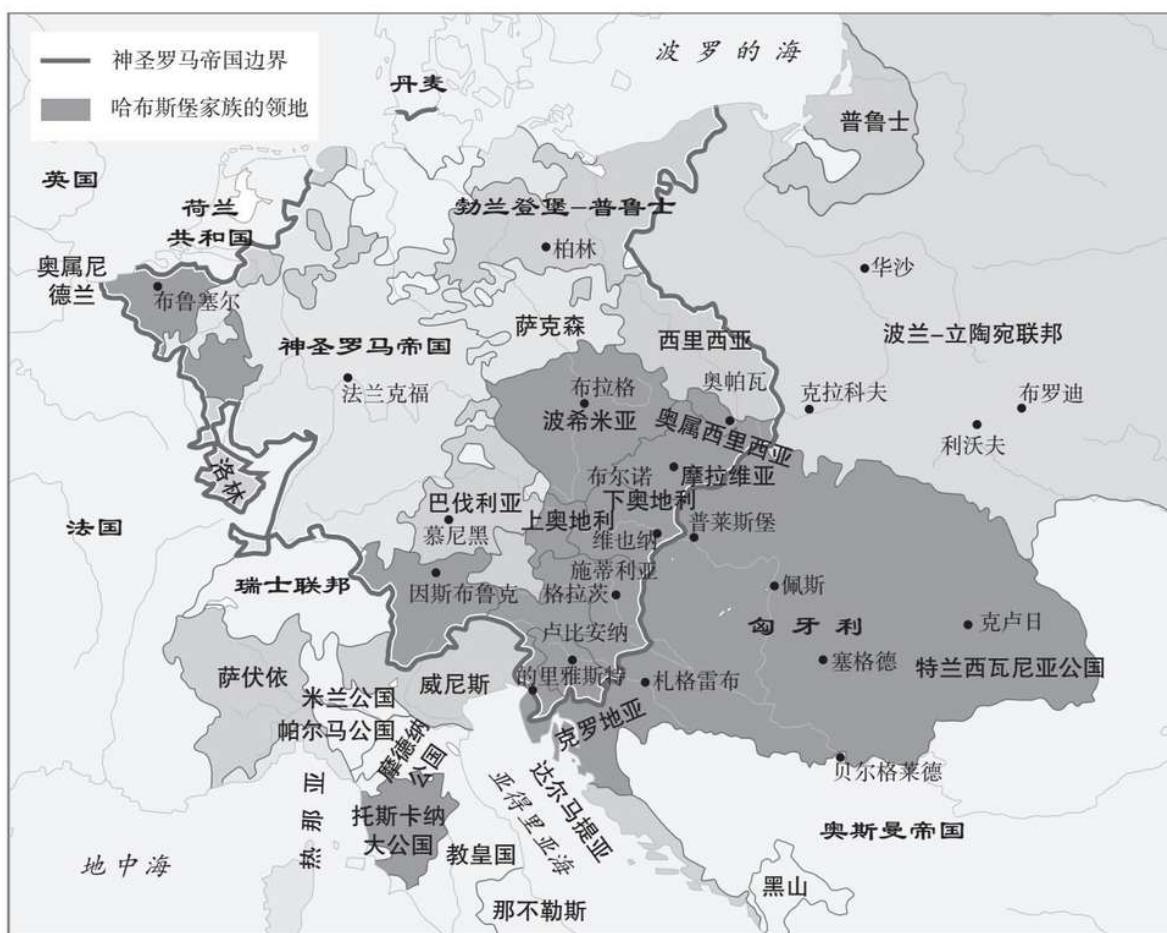 神圣罗马帝国边界
哈布斯堡家族的领地
波罗的海
丹麦
普鲁士
英国
荷兰
共和国
勃兰登堡-普鲁士
柏林
奥属尼
德兰
布鲁塞尔
华沙
萨克森
西里西亚
波兰-立陶宛联邦
神圣罗马帝国
法兰克福
布拉格
奥帕瓦
克拉科夫
布罗迪
波希米亚
奥属西里西亚
利沃夫
洛林
布尔诺
摩拉维亚
巴伐利亚
下奥地利
上奥地利
法国
慕尼黑
维也纳
普莱斯堡
瑞士联邦
因斯布鲁克
施蒂利亚
格拉茨
佩斯
匈牙利
克卢日
卢比安纳
塞格德
特兰西瓦尼亚公国
萨伏依
米兰公国
威尼斯
的里雅斯特
札格雷布
帕尔马公国
摩德纳
公国
克罗地亚
贝尔格莱德
热那亚
托斯卡纳
大公国
亚得里亚海
达尔马提亚
奥斯曼帝国
地中海
教皇国
黑山
那不勒斯